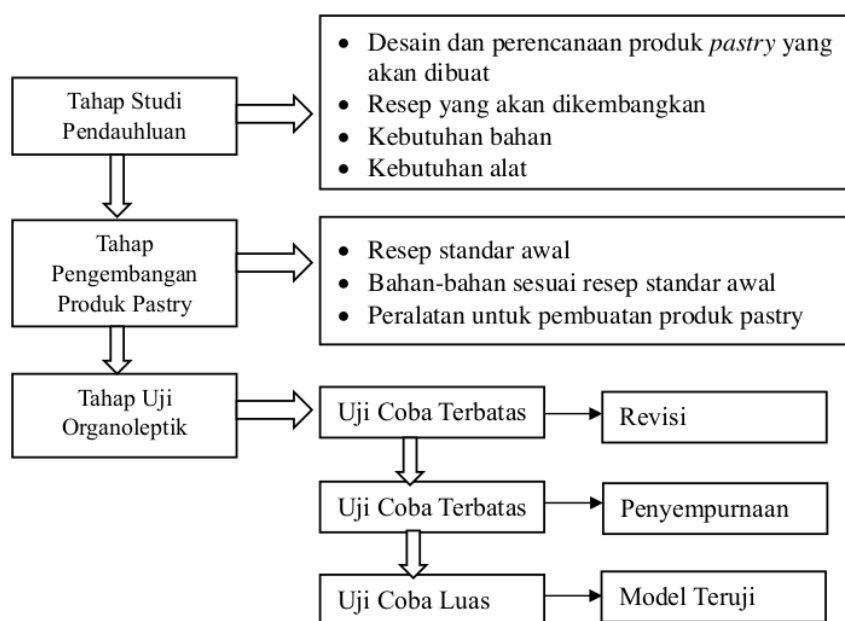 Tahap Studi
Pendauhluan
• Desain dan perencanaan produk pastry yang
akan dibuat
• Resep yang akan dikembangkan
• Kebutuhan bahan
• Kebutuhan alat
Tahap
Pengembangan
Produk Pastry
• Resep standar awal
• Bahan-bahan sesuai resep standar awal
• Peralatan untuk pembuatan produk pastry
Tahap Uji
Organoleptik
Uji Coba Terbatas
Revisi
Uji Coba Terbatas
Penyempurnaan
Uji Coba Luas
Model Teruji